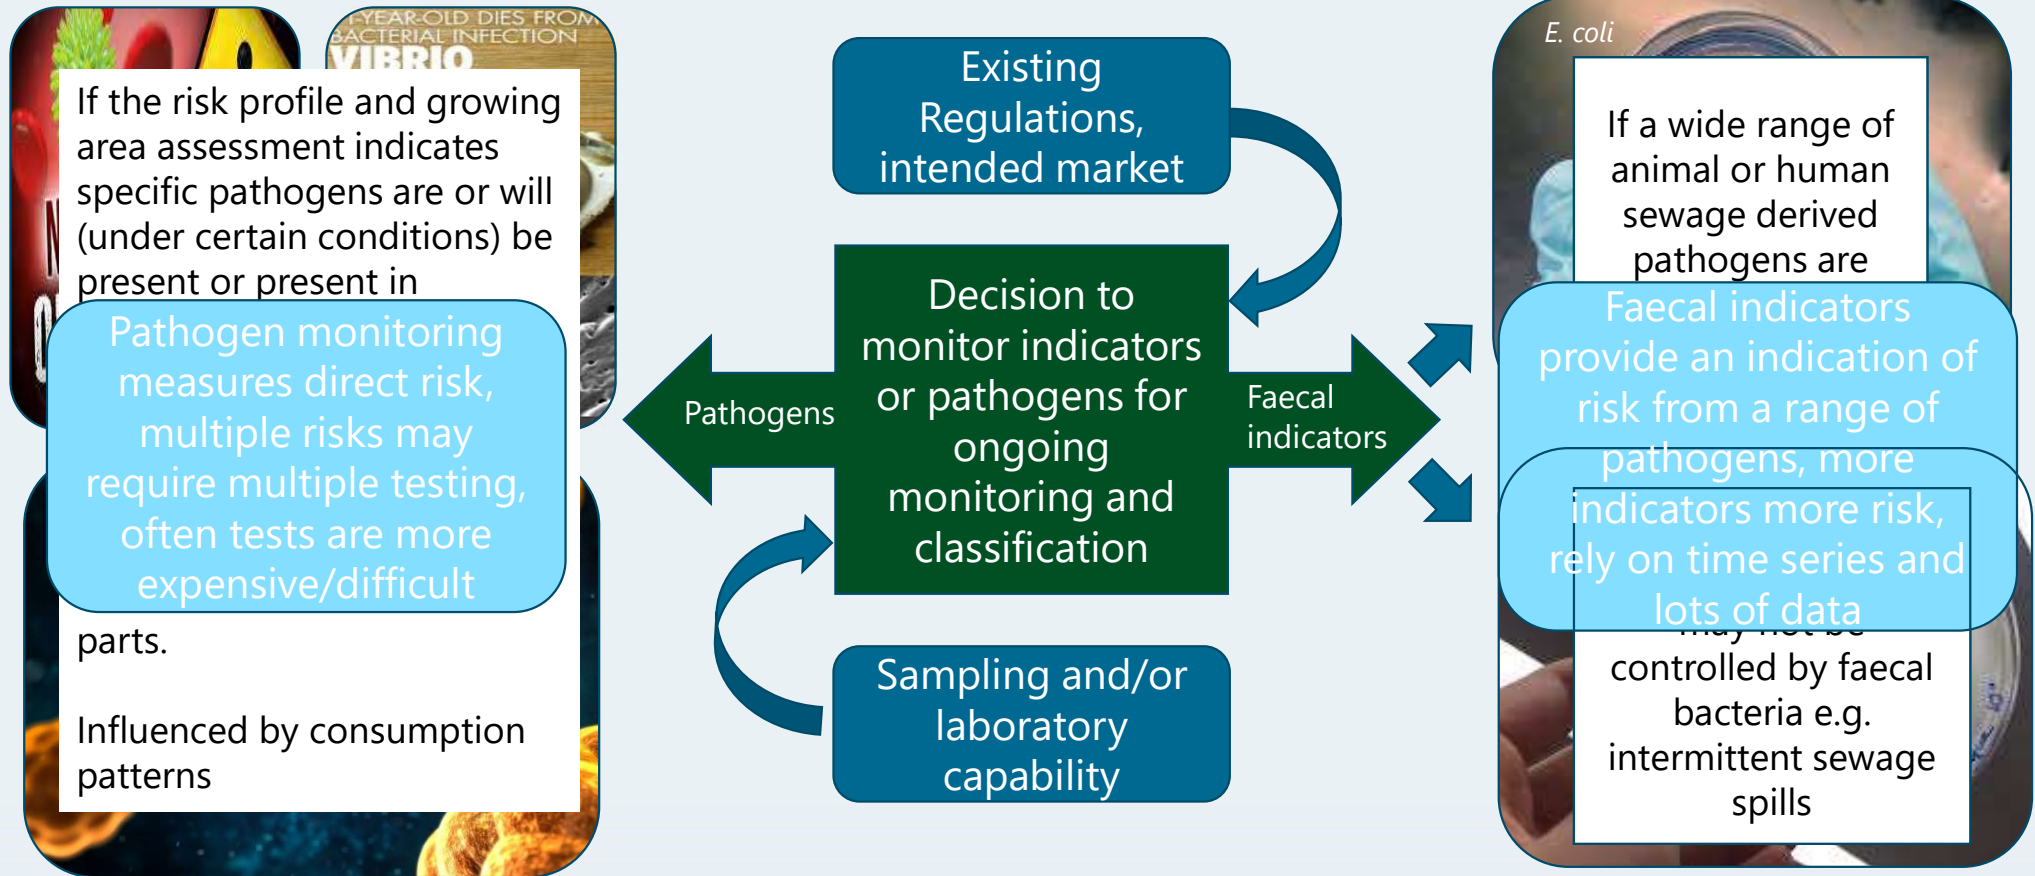 -YEAR-OLD DIES FROM
BACTERIAL INFECTION
VIBRIO
If the risk profile and growing
area assessment indicates
specific pathogens are or will
(under certain conditions) be
present or present in
Pathogen monitoring
measures direct risk,
multiple risks may
require multiple testing,
often tests are more
expensive/difficult
parts.
Influenced by consumption
patterns
Pathogens
Existing
Regulations,
intended market
Decision to
monitor indicators
or pathogens for
ongoing
monitoring and
classification
Sampling and/or
laboratory
capability
Faecal
indicators
E. coli
If a wide range of
animal or human
sewage derived
pathogens are
Faecal indicators
provide an indication of
risk from a range of
pathogens, more
indicators more risk,
rely on time series and
lots of data
may not be
controlled by faecal
bacteria e.g.
intermittent sewage
spills